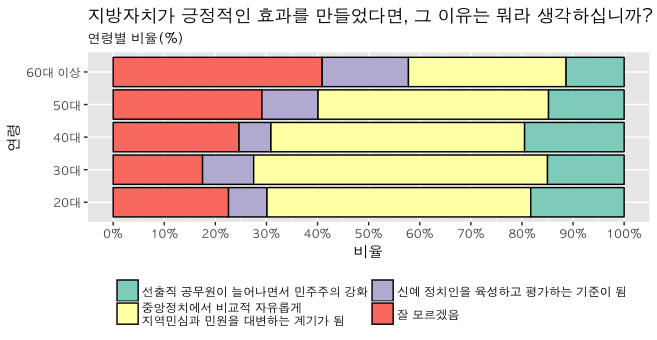 지방자치가 긍정적인 효과를 만들었다면, 그 이유는 뭐라 생각하십니까?
연령별 비율(%)
연령
60대 이상
50대
40대
30대
20대
0% 10% 20% 30% 40% 50% 60% 70% 80% 90% 100%
비율
선출직 공무원이 늘어나면서 민주주의 강화
신예 정치인을 육성하고 평가하는 기준이 됨
중앙정치에서 비교적 자유롭게
지역민심과 민원을 대변하는 계기가 됨
잘 모르겠음